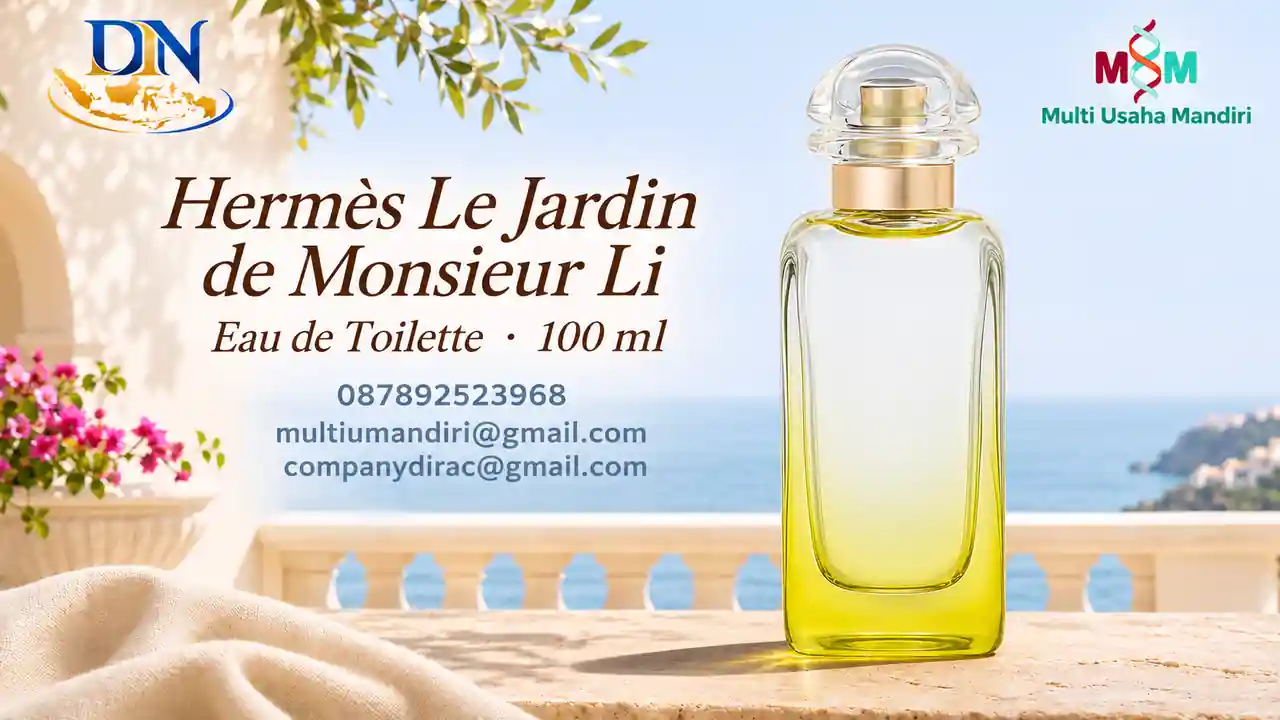 DIN
MSM
Multi Usaha Mandiri
Hermès Le Jardin
de Monsieur Li
Eau de Toilette · 100 ml
087892523968
multiumandiri@gmail.com
companydirac@gmail.com